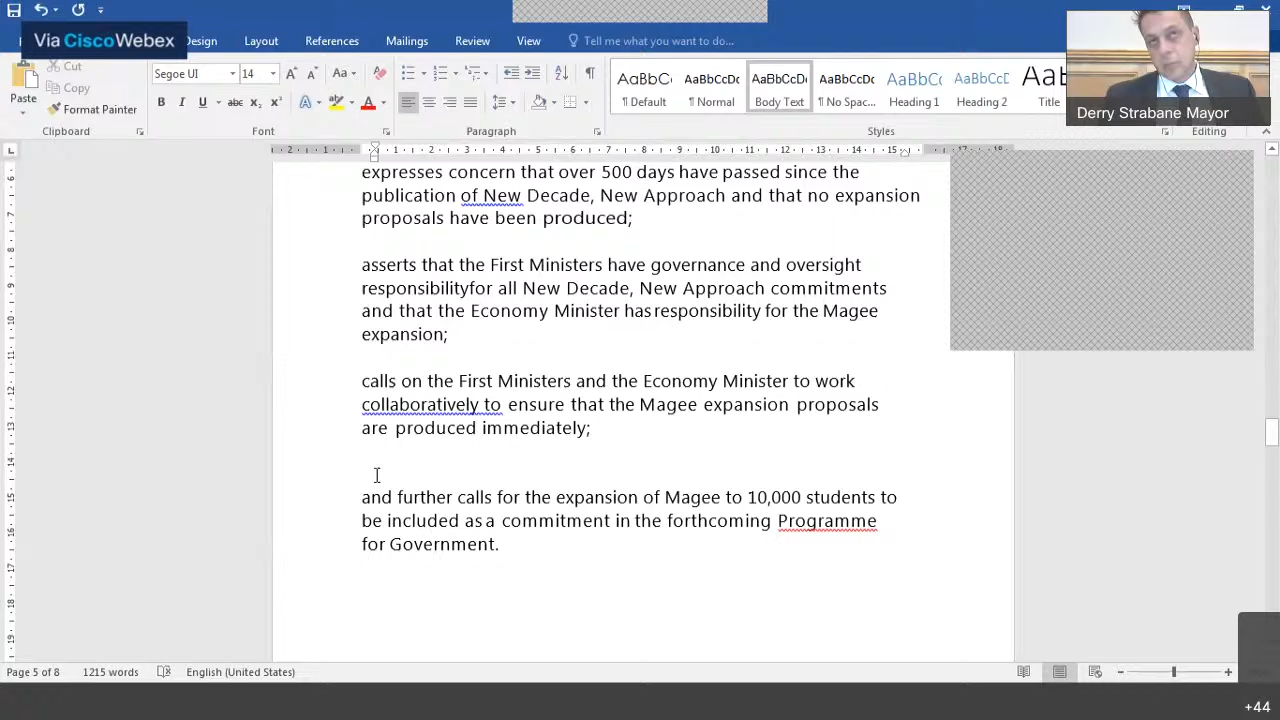 Via CiscoWebex
Design Layout References Mailings Review View Tell me what you want to do...
Derry Strabane Mayor
Paste
Cut
Copy
Format Painter
Segoe UI 14
AaBbC AaBbCcDc AaBbCcDc AaBbCcDc AaBbCc AaBbCcD Aa
¶ Default ¶ Normal Body Text ¶ No Spac... Heading 1 Heading 2 Title
Clipboard Font Paragraph Styles Editing
expresses concern that over 500 days have passed since the
publication of New Decade, New Approach and that no expansion
proposals have been produced;
asserts that the First Ministers have governance and oversight
responsibilityfor all New Decade, New Approach commitments
and that the Economy Minister has responsibility for the Magee
expansion;
calls on the First Ministers and the Economy Minister to work
collaboratively to ensure that the Magee expansion proposals
are produced immediately;
and further calls for the expansion of Magee to 10,000 students to
be included as a commitment in the forthcoming Programme
for Government.
Page 5 of 8 1215 words English (United States)
+44